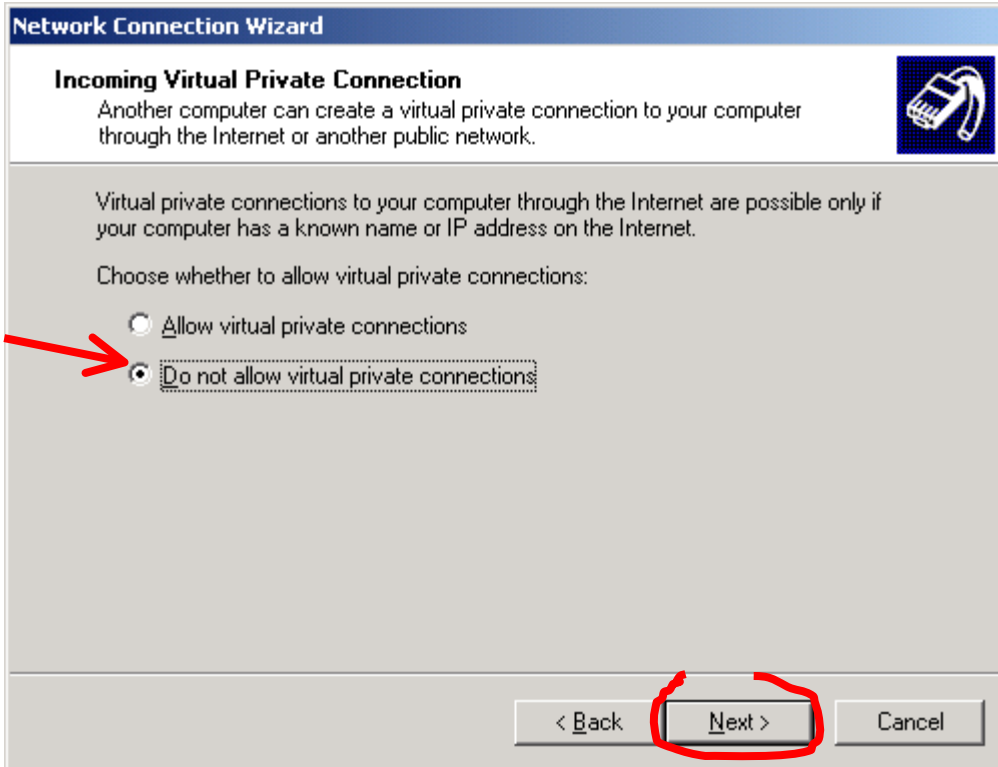 Network Connection Wizard
Incoming Virtual Private Connection
Another computer can create a virtual private connection to your computer
through the Internet or another public network.
Virtual private connections to your computer through the Internet are possible only if
your computer has a known name or IP address on the Internet.
Choose whether to allow virtual private connections:
Allow virtual private connections
Do not allow virtual private connections
< Back Next > Cancel